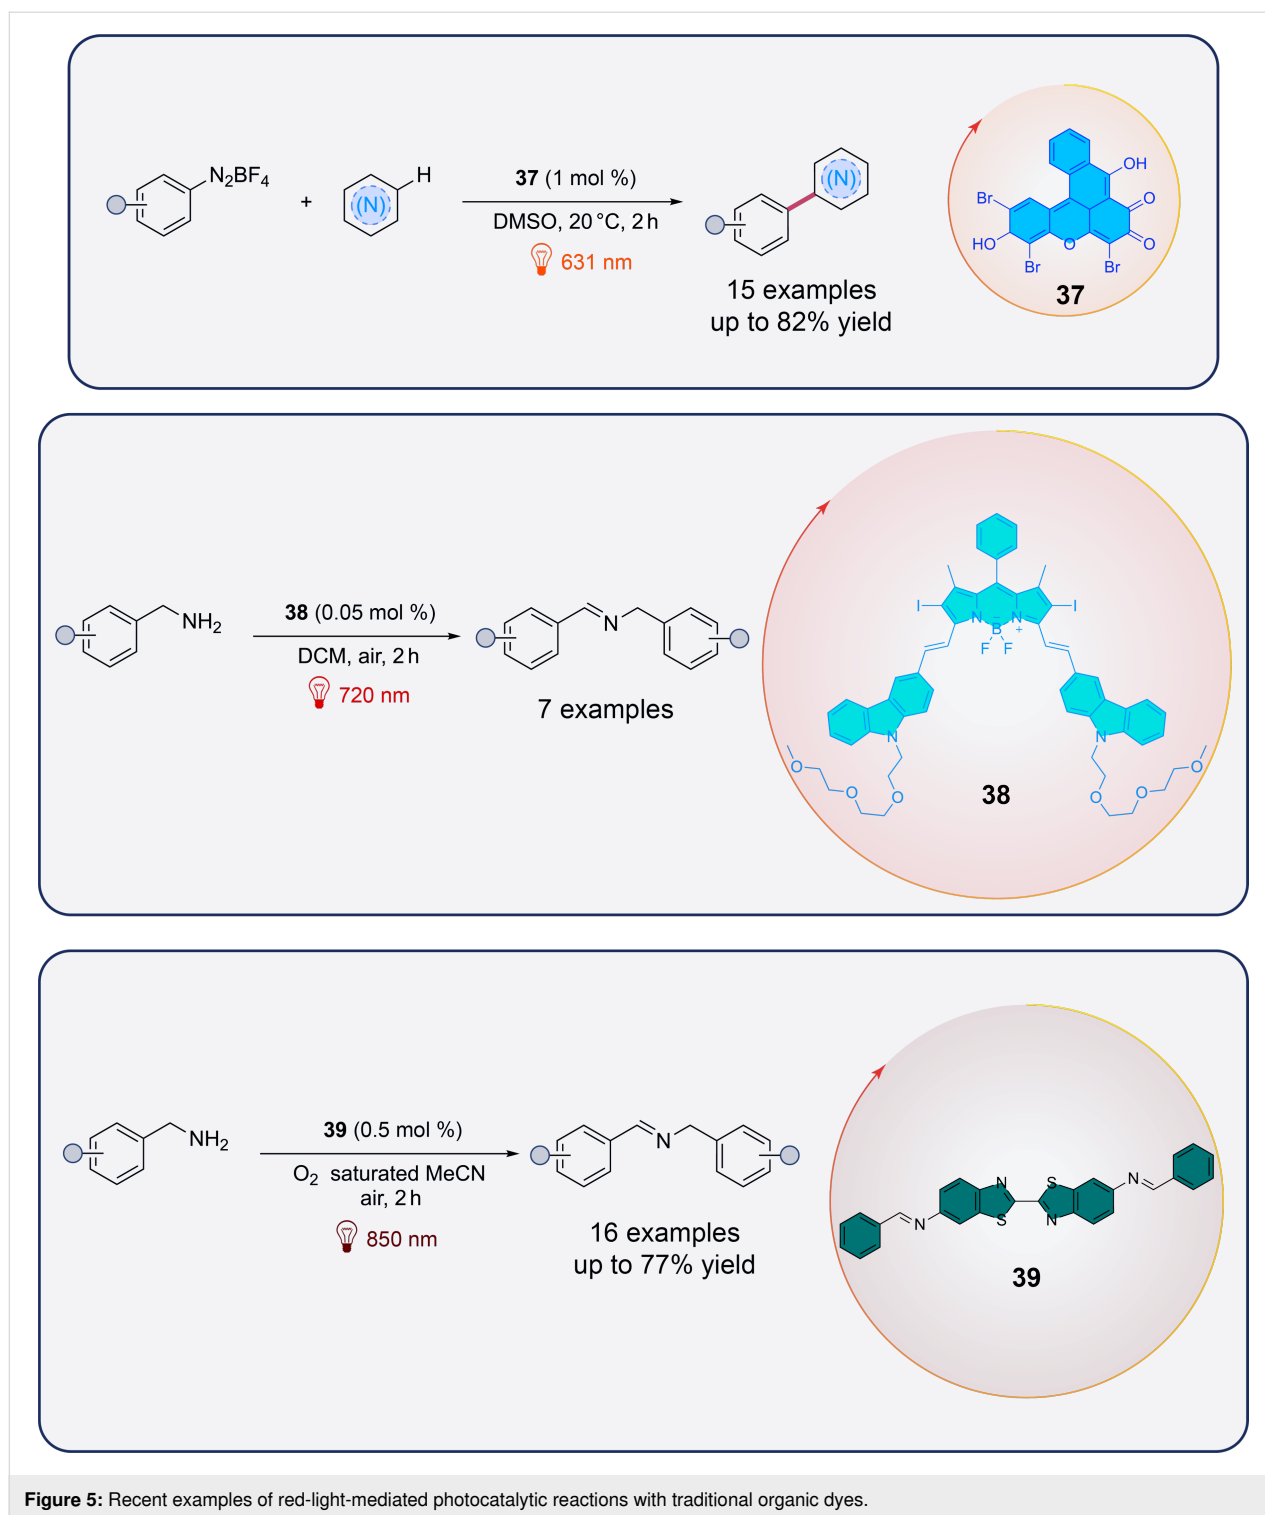 N2BF4
+
(N)
H
37 (1 mol %)
DMSO, 20 °C, 2 h
631 nm
(N)
15 examples
up to 82% yield
OH
Br
O
HO
O
O
Br
Br
37
NH2
38 (0.05 mol %)
DCM, air, 2 h
720 nm
N
7 examples
I
I
N
N
+
B
-
F
F
N
N
O
O
O
O
O
O
38
NH2
39 (0.5 mol %)
O2 saturated MeCN
air, 2 h
850 nm
N
16 examples
up to 77% yield
N
S
N
S
N
N
39
Figure 5: Recent examples of red-light-mediated photocatalytic reactions with traditional organic dyes.